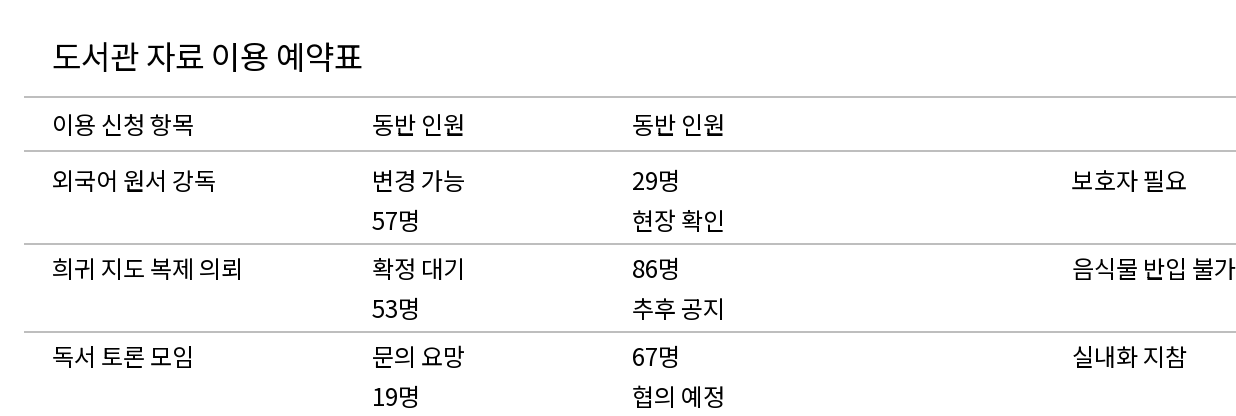 도서관 자료 이용 예약표
이용 신청 항목 동반 인원 동반 인원
외국어 원서 강독 변경 가능 29명 보호자 필요
57명 현장 확인
희귀 지도 복제 의뢰 확정 대기 86명 음식물 반입 불가
53명 추후 공지
독서 토론 모임 문의 요망 67명 실내화 지참
19명 협의 예정